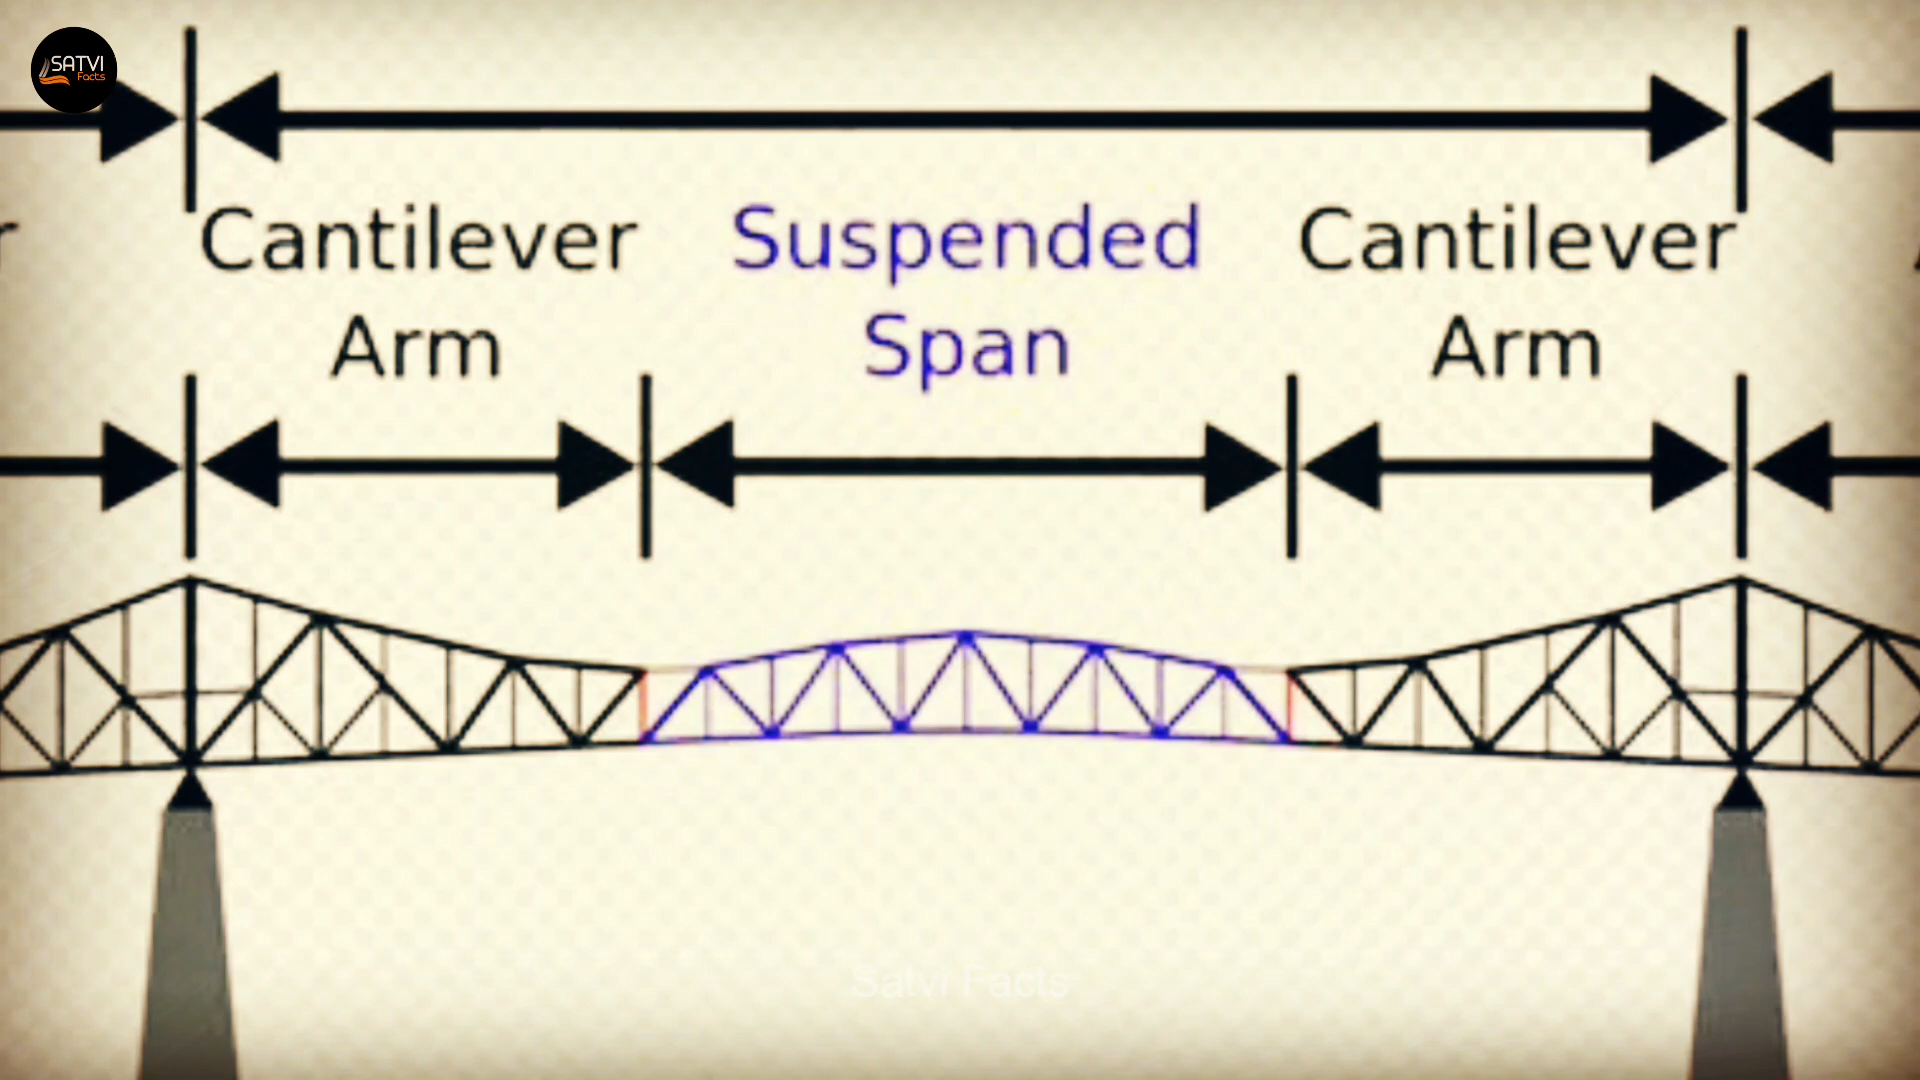 SATVI
Facts
Cantilever
Arm
Suspended
Span
Cantilever
Arm
Satvi Facts